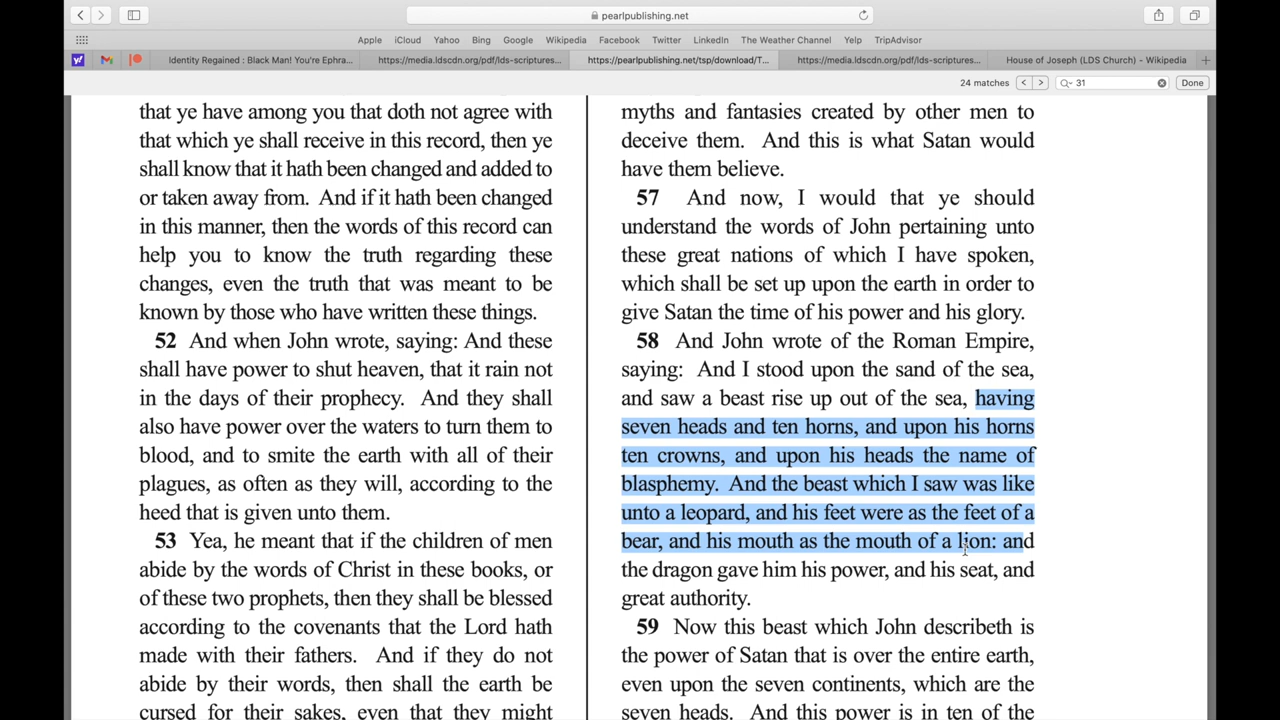 pearlpublishing.net
Apple iCloud Yahoo Bing Google Wikipedia Facebook Twitter LinkedIn The Weather Channel Yelp TripAdvisor
Identity Regained : Black Man! You're Ephra... https://media.ldscdn.org/pdf/lds-scriptures... https://pearlpublishing.net/tsp/download/T... https://media.ldscdn.org/pdf/lds-scriptures... House of Joseph (LDS Church) - Wikipedia
24 matches 31 Done
that ye have among you that doth not agree with
that which ye shall receive in this record, then ye
shall know that it hath been changed and added to
or taken away from. And if it hath been changed
in this manner, then the words of this record can
help you to know the truth regarding these
changes, even the truth that was meant to be
known by those who have written these things.
52 And when John wrote, saying: And these
shall have power to shut heaven, that it rain not
in the days of their prophecy. And they shall
also have power over the waters to turn them to
blood, and to smite the earth with all of their
plagues, as often as they will, according to the
heed that is given unto them.
53 Yea, he meant that if the children of men
abide by the words of Christ in these books, or
of these two prophets, then they shall be blessed
according to the covenants that the Lord hath
made with their fathers. And if they do not
abide by their words, then shall the earth be
cursed for their sakes, even that they might
myths and fantasies created by other men to
deceive them. And this is what Satan would
have them believe.
57 And now, I would that ye should
understand the words of John pertaining unto
these great nations of which I have spoken,
which shall be set up upon the earth in order to
give Satan the time of his power and his glory.
58 And John wrote of the Roman Empire,
saying: And I stood upon the sand of the sea,
and saw a beast rise up out of the sea, having
seven heads and ten horns, and upon his horns
ten crowns, and upon his heads the name of
blasphemy. And the beast which I saw was like
unto a leopard, and his feet were as the feet of a
bear, and his mouth as the mouth of a lion: and
the dragon gave him his power, and his seat, and
great authority.
59 Now this beast which John describeth is
the power of Satan that is over the entire earth,
even upon the seven continents, which are the
seven heads. And this power is in ten of the